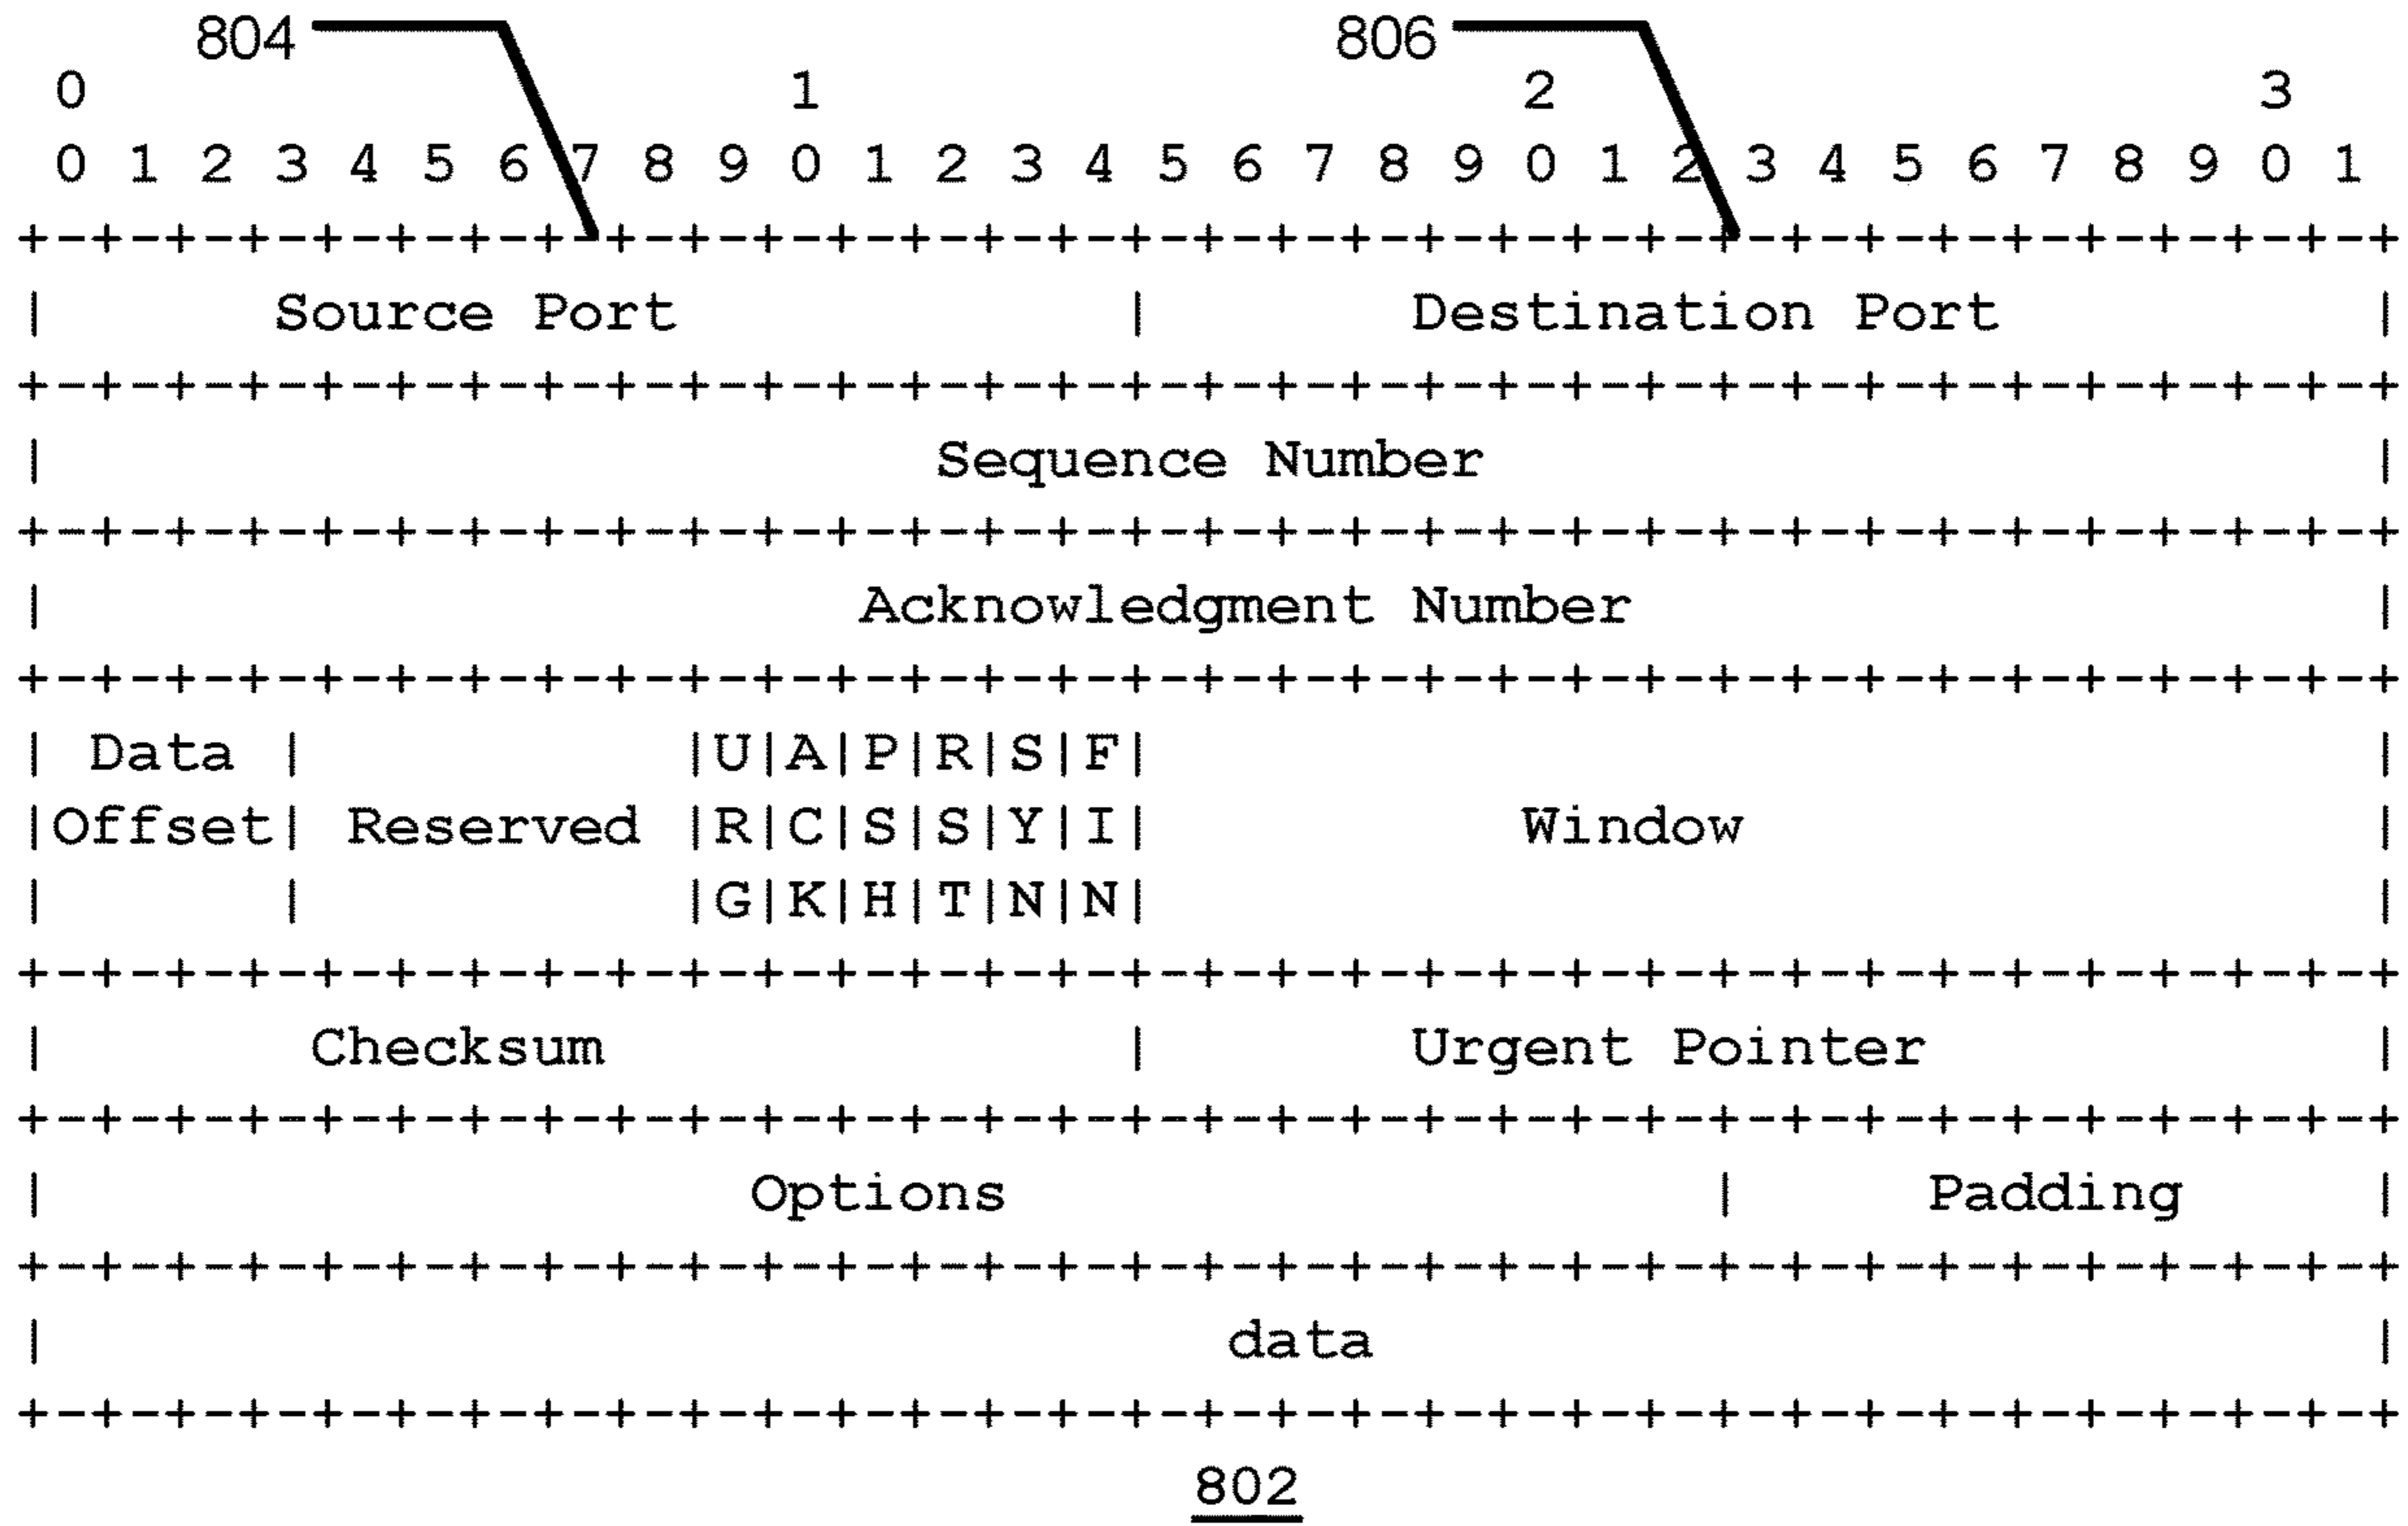 804 806
0 1 2 3
0 1 2 3 4 5 6 7 8 9 0 1 2 3 4 5 6 7 8 9 0 1 2 3 4 5 6 7 8 9 0 1
+-+-+-+-+-+-+-+-+-+-+-+-+-+-+-+-+-+-+-+-+-+-+-+-+-+-+-+-+-+-+-+-+
| Source Port | Destination Port |
+-+-+-+-+-+-+-+-+-+-+-+-+-+-+-+-+-+-+-+-+-+-+-+-+-+-+-+-+-+-+-+-+
| Sequence Number |
+-+-+-+-+-+-+-+-+-+-+-+-+-+-+-+-+-+-+-+-+-+-+-+-+-+-+-+-+-+-+-+-+
| Acknowledgment Number |
+-+-+-+-+-+-+-+-+-+-+-+-+-+-+-+-+-+-+-+-+-+-+-+-+-+-+-+-+-+-+-+-+
| Data | |U|A|P|R|S|F| |
|Offset| Reserved |R|C|S|S|Y|I| Window |
| | |G|K|H|T|N|N| |
+-+-+-+-+-+-+-+-+-+-+-+-+-+-+-+-+-+-+-+-+-+-+-+-+-+-+-+-+-+-+-+-+
| Checksum | Urgent Pointer |
+-+-+-+-+-+-+-+-+-+-+-+-+-+-+-+-+-+-+-+-+-+-+-+-+-+-+-+-+-+-+-+-+
| Options | Padding |
+-+-+-+-+-+-+-+-+-+-+-+-+-+-+-+-+-+-+-+-+-+-+-+-+-+-+-+-+-+-+-+-+
| data |
+-+-+-+-+-+-+-+-+-+-+-+-+-+-+-+-+-+-+-+-+-+-+-+-+-+-+-+-+-+-+-+-+
802